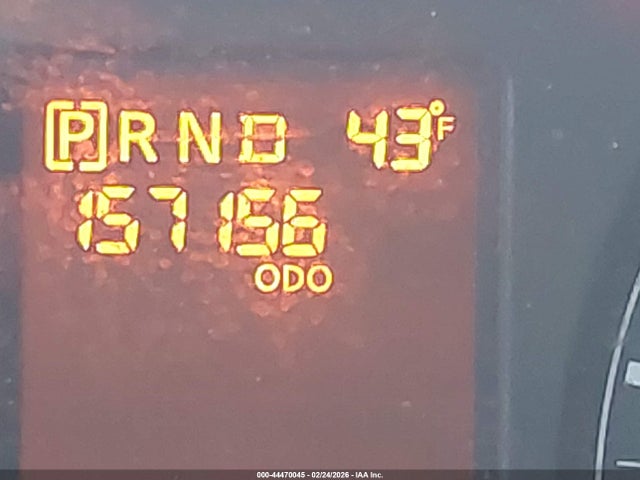 [P] R N D 43°F
157156
ODO
000-44470045 - 02/24/2026 - IAA Inc.